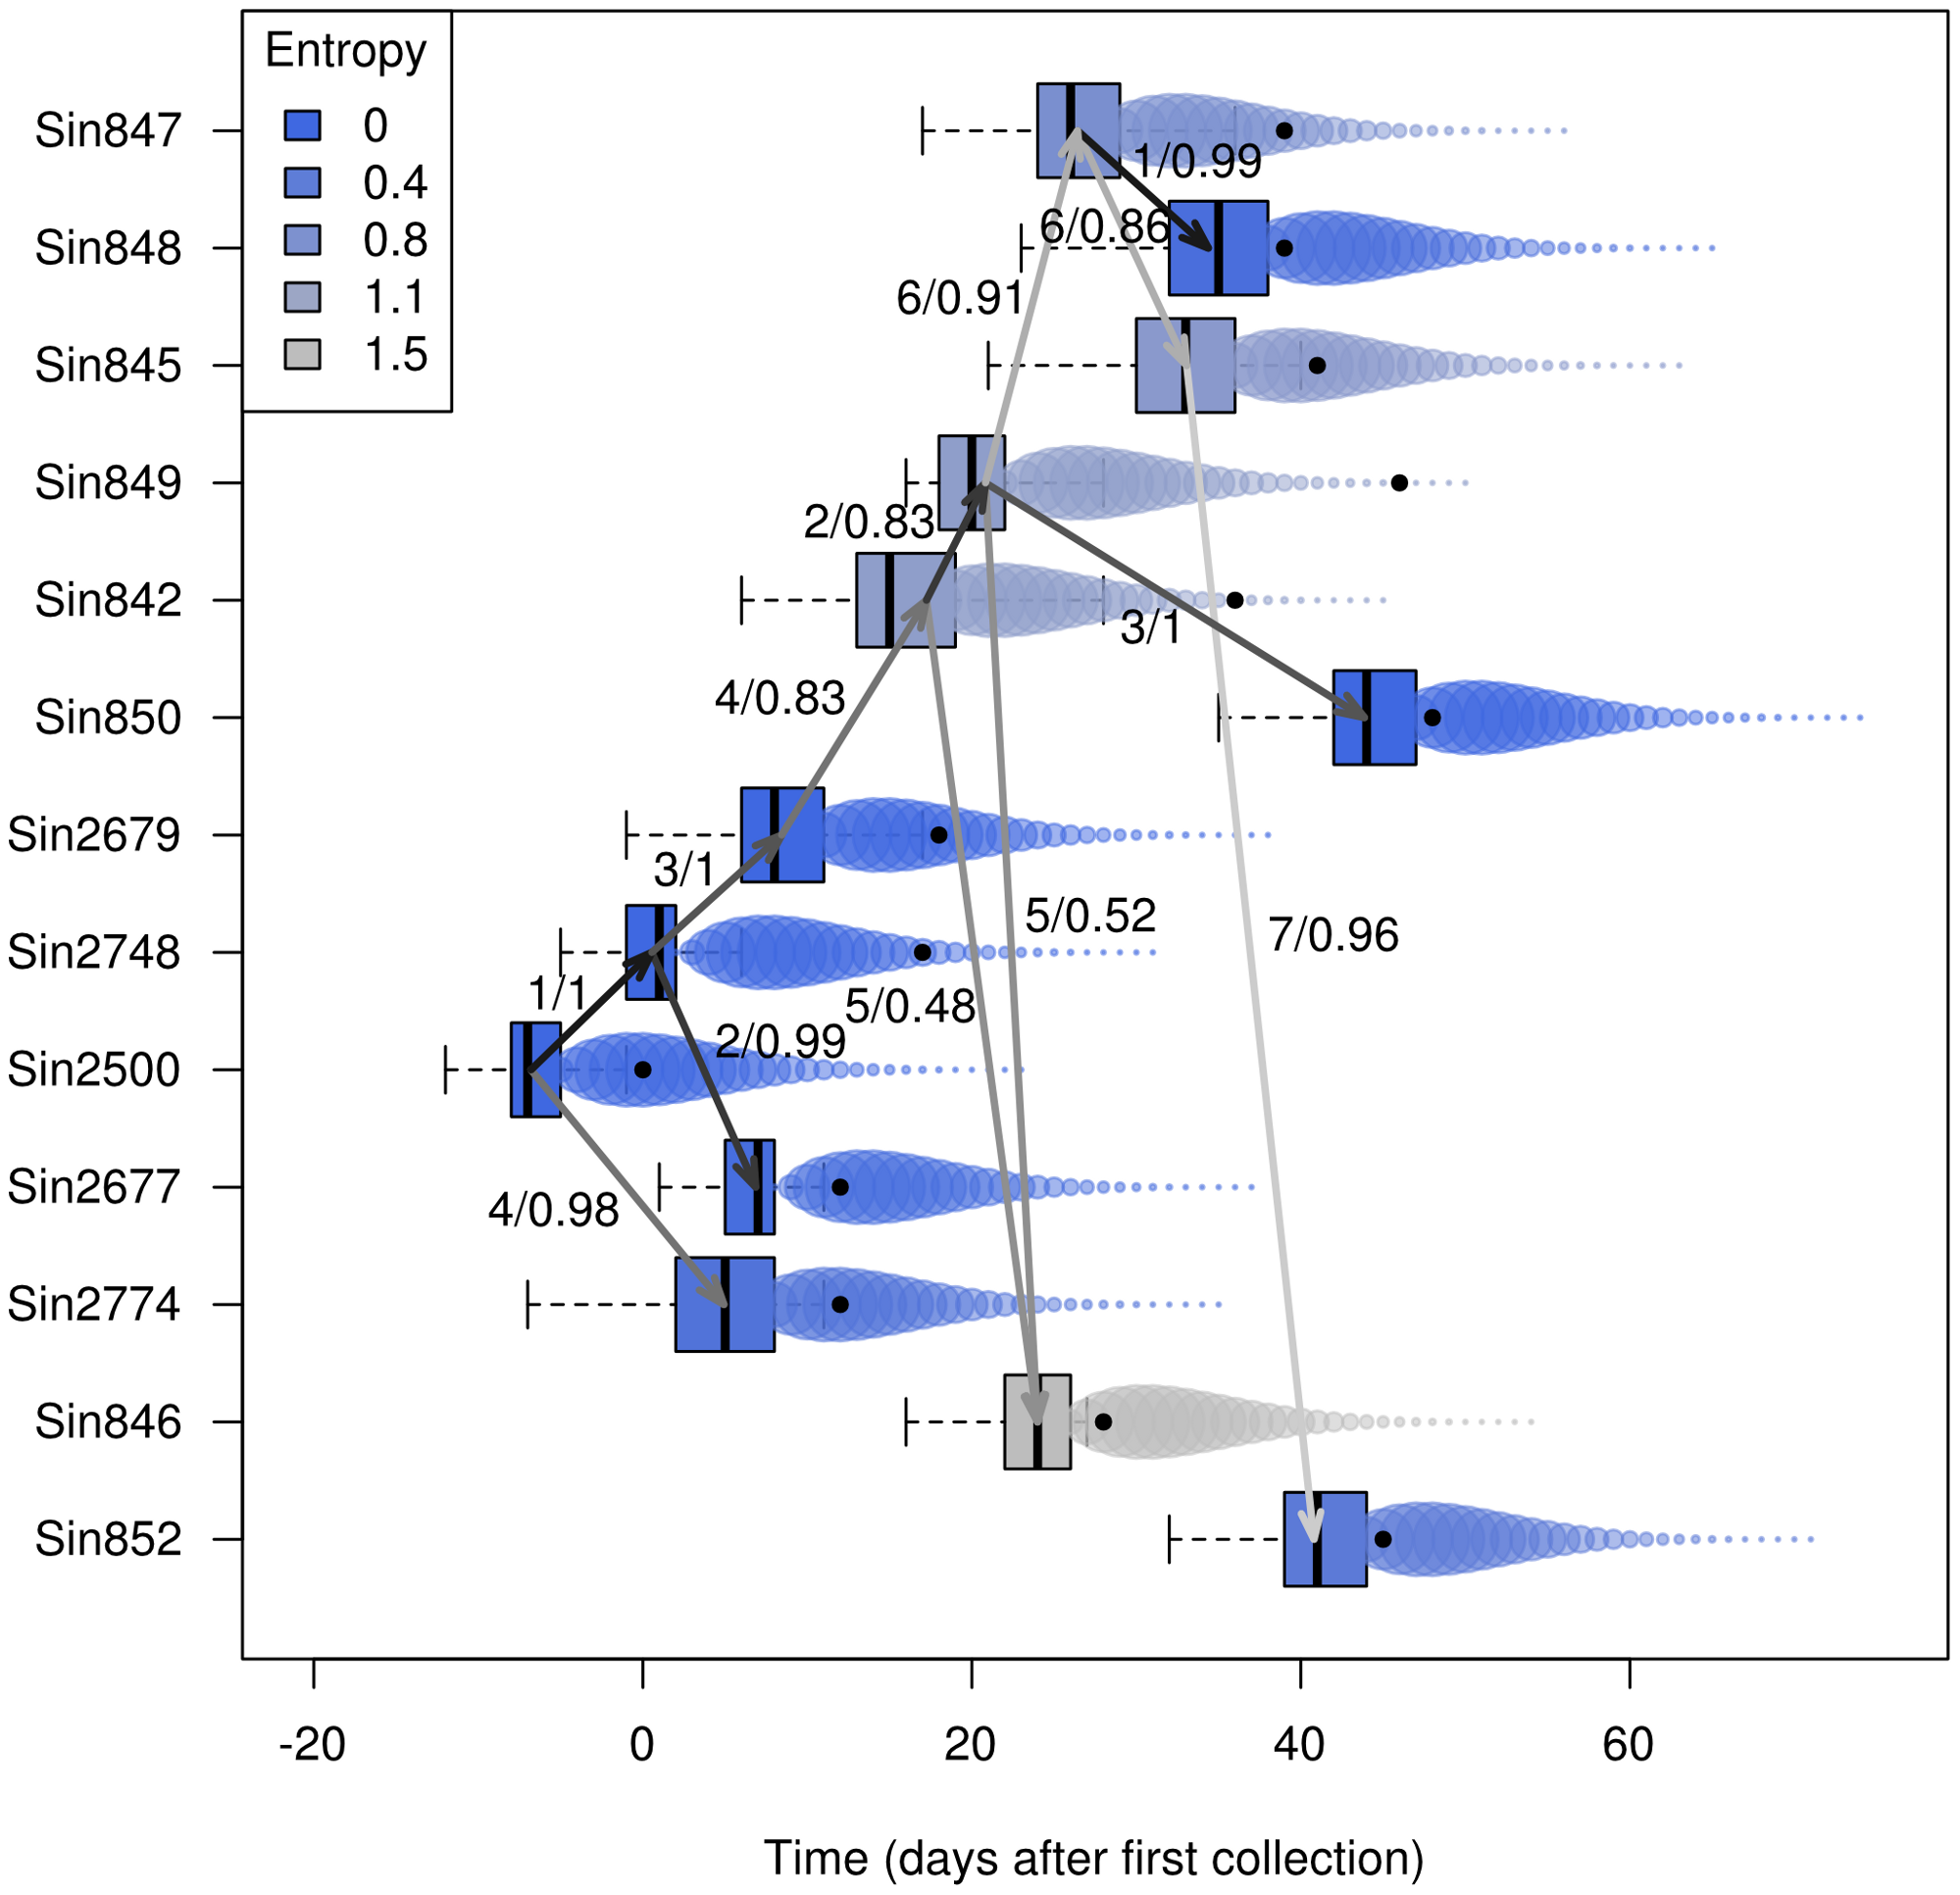 Entropy
0
0.4
0.8
1.1
1.5
Sin847
Sin848
Sin845
Sin849
Sin842
Sin850
Sin2679
Sin2748
Sin2500
Sin2677
Sin2774
Sin846
Sin852
1/0.99
6/0.86
6/0.91
2/0.83
3/1
4/0.83
3/1
5/0.52
7/0.96
1/1
5/0.48
2/0.99
4/0.98
-20
0
20
40
60
Time (days after first collection)